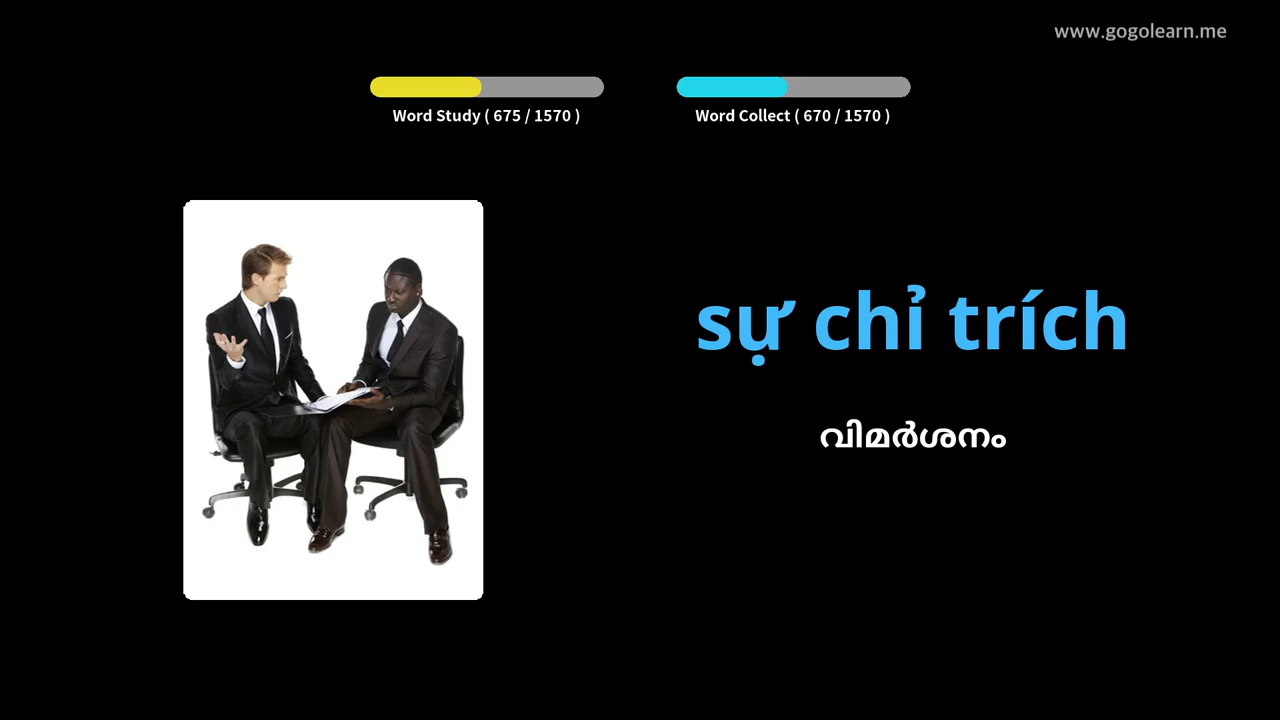 www.gogolearn.me
Word Study ( 675 / 1570 )
Word Collect ( 670 / 1570 )
sự chỉ trích
വിമർശനം